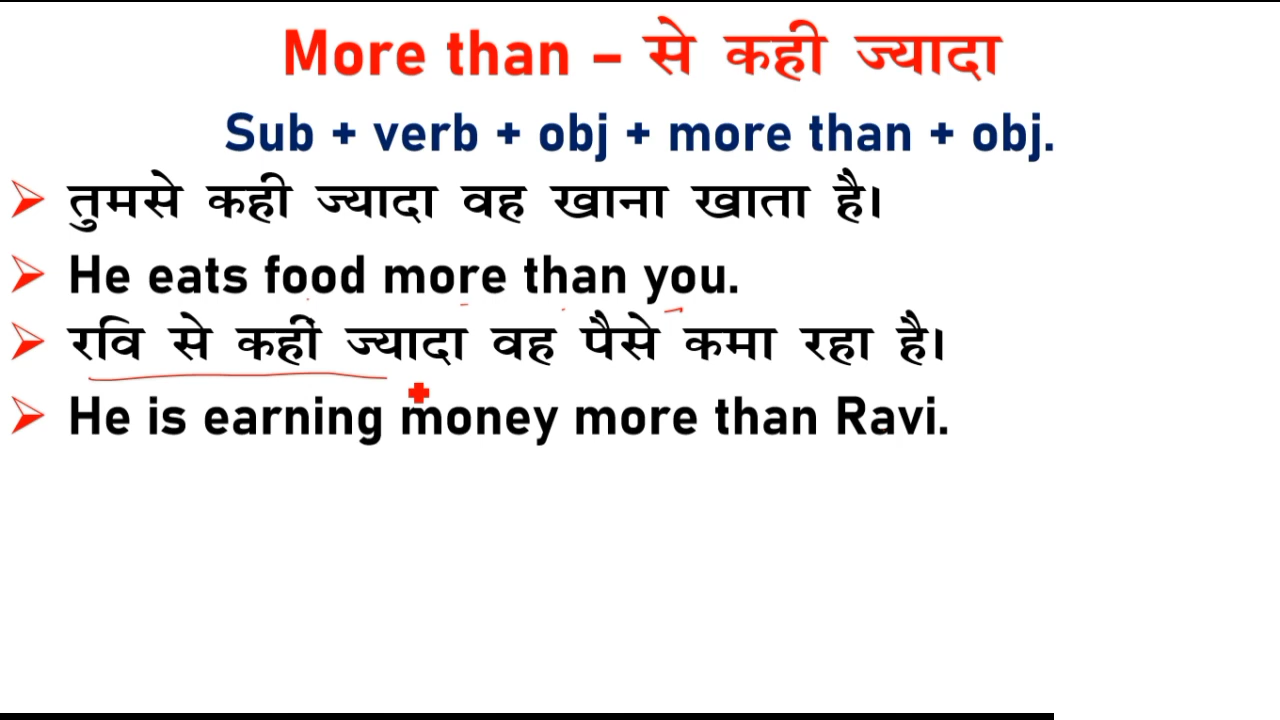 More than – से कही ज्यादा
Sub + verb + obj + more than + obj.
तुमसे कही ज्यादा वह खाना खाता है।
He eats food more than you.
रवि से कहीं ज्यादा वह पैसे कमा रहा है।
He is earning money more than Ravi.